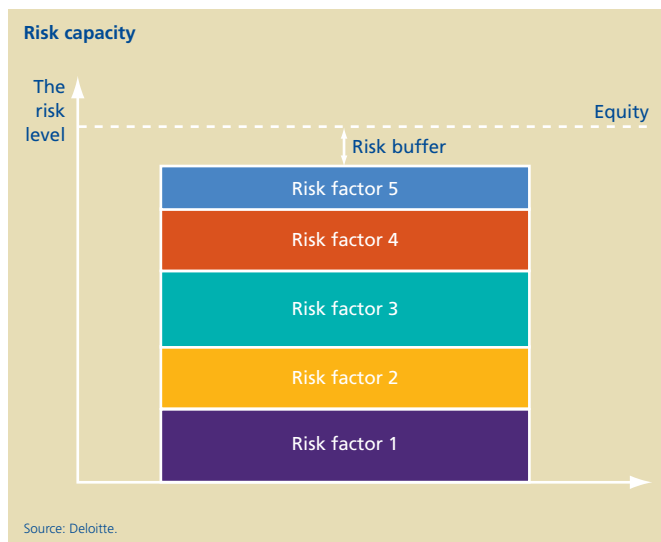 Risk capacity
The
risk
level
Equity
Risk buffer
Risk factor 5
Risk factor 4
Risk factor 3
Risk factor 2
Risk factor 1
Source: Deloitte.